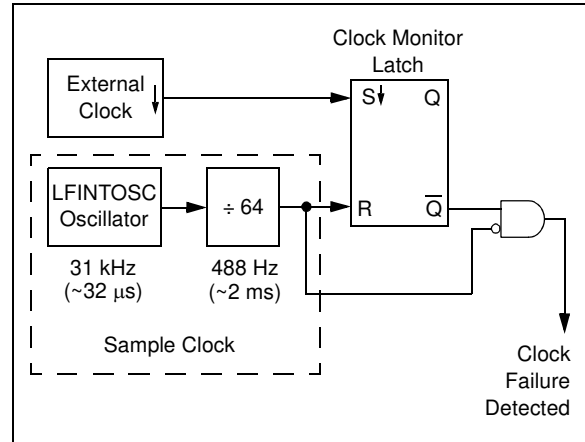 Clock Monitor
Latch
External
Clock
S
Q
LFINTOSC
Oscillator
÷ 64
R
Q̅
31 kHz
(~32 μs)
488 Hz
(~2 ms)
Sample Clock
Clock
Failure
Detected